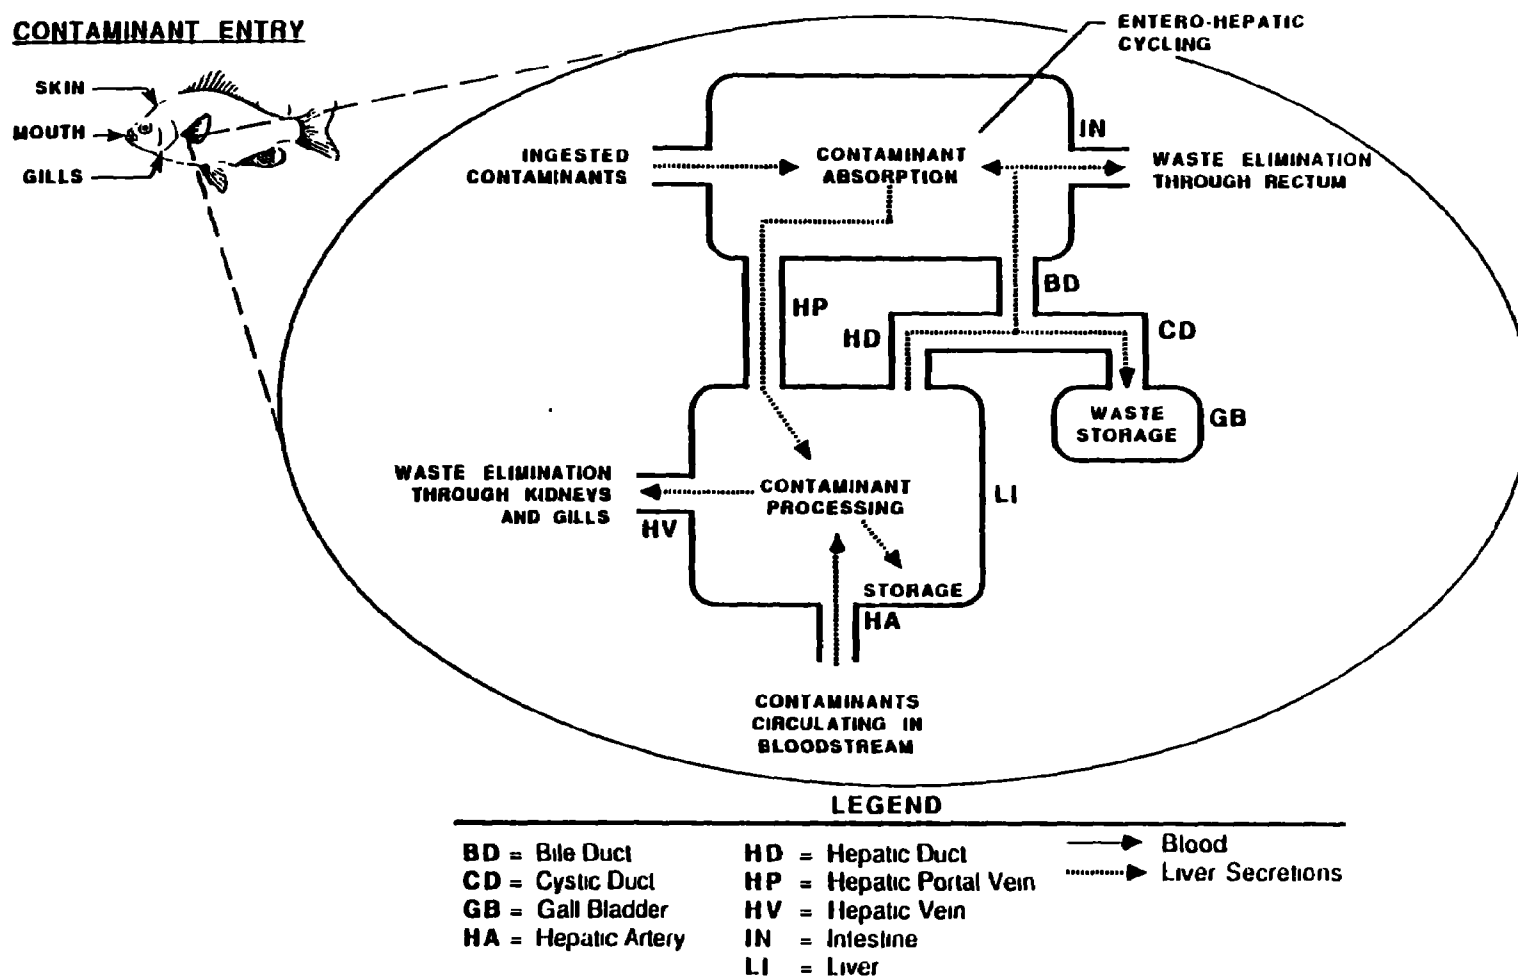 CONTAMINANT ENTRY
SKIN
MOUTH
GILLS
ENTERO-HEPATIC
CYCLING
IN
INGESTED
CONTAMINANTS
CONTAMINANT
ABSORPTION
WASTE ELIMINATION
THROUGH RECTUM
BD
HP
HD
CD
WASTE
STORAGE
GB
WASTE ELIMINATION
THROUGH KIDNEYS
AND GILLS
CONTAMINANT
PROCESSING
LI
HV
STORAGE
HA
CONTAMINANTS
CIRCULATING IN
BLOODSTREAM
LEGEND
BD = Bile Duct
CD = Cystic Duct
GB = Gall Bladder
HA = Hepatic Artery
HD = Hepatic Duct
HP = Hepatic Portal Vein
HV = Hepatic Vein
IN = Intestine
LI = Liver
Blood
Liver Secretions